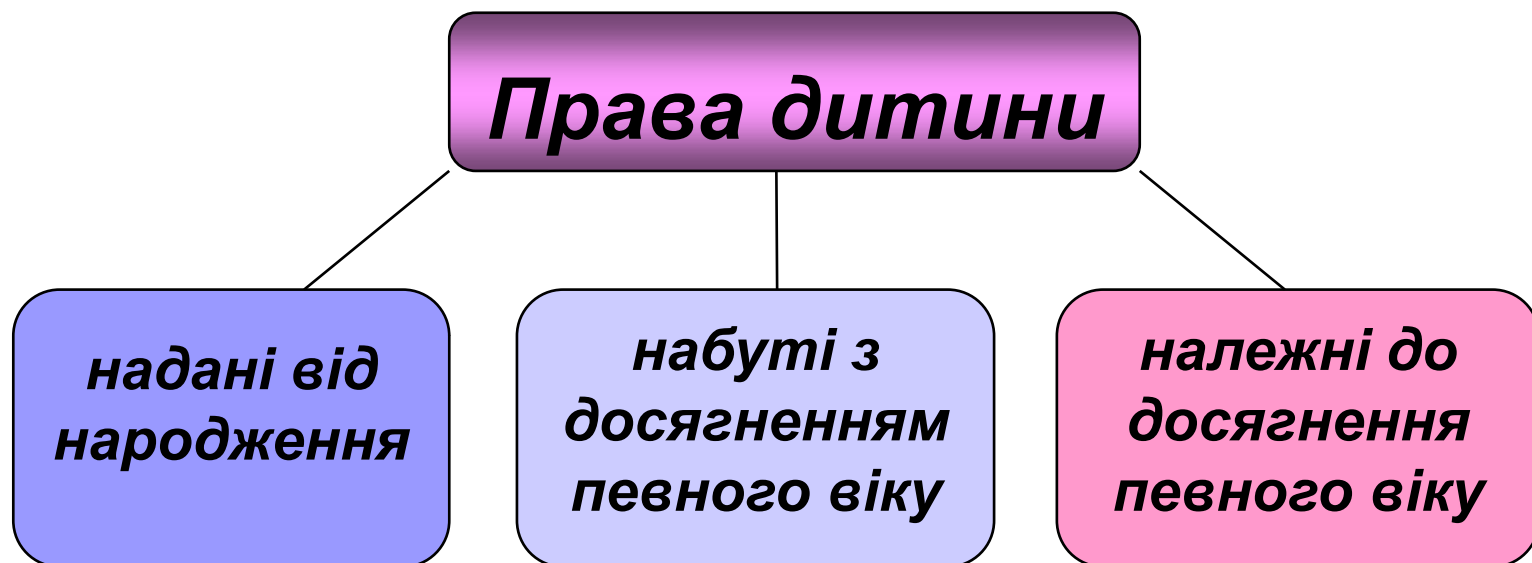 Права дитини
надані від
народження
набуті з
досягненням
певного віку
належні до
досягнення
певного віку